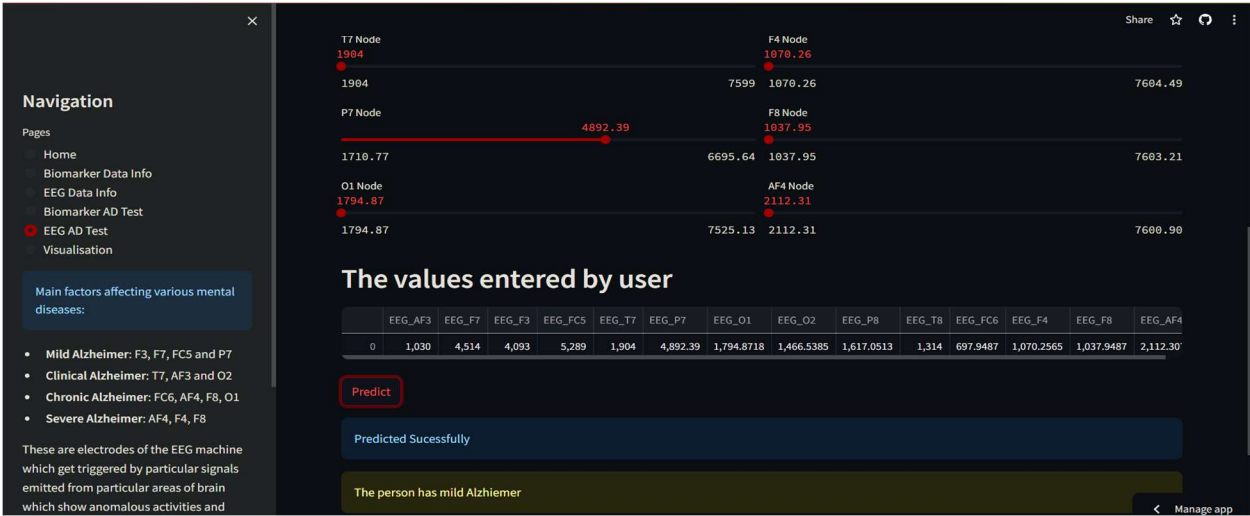 Share
Navigation
Pages
Home
Biomarker Data Info
EEG Data Info
Biomarker AD Test
EEG AD Test
Visualisation
Main factors affecting various mental
diseases:
Mild Alzheimer: F3, F7, FC5 and P7
Clinical Alzheimer: T7, AF3 and O2
Chronic Alzheimer: FC6, AF4, F8, O1
Severe Alzheimer: AF4, F4, F8
These are electrodes of the EEG machine
which get triggered by particular signals
emitted from particular areas of brain
which show anomalous activities and
T7 Node F4 Node
1904 1070.26
1904 7599 1070.26 7604.49
P7 Node F8 Node
4892.39 1037.95
1710.77 6695.64 1037.95 7603.21
O1 Node AF4 Node
1794.87 2112.31
1794.87 7525.13 2112.31 7600.90
The values entered by user
EEG_AF3 EEG_F7 EEG_F3 EEG_FC5 EEG_T7 EEG_P7 EEG_O1 EEG_O2 EEG_P8 EEG_T8 EEG_FC6 EEG_F4 EEG_F8 EEG_AF4
0 1,030 4,514 4,093 5,289 1,904 4,892.39 1,794.8718 1,466.5385 1,617.0513 1,314 697.9487 1,070.2565 1,037.9487 2,112.30
Predict
Predicted Sucessfully
The person has mild Alzhiemer
Manage app